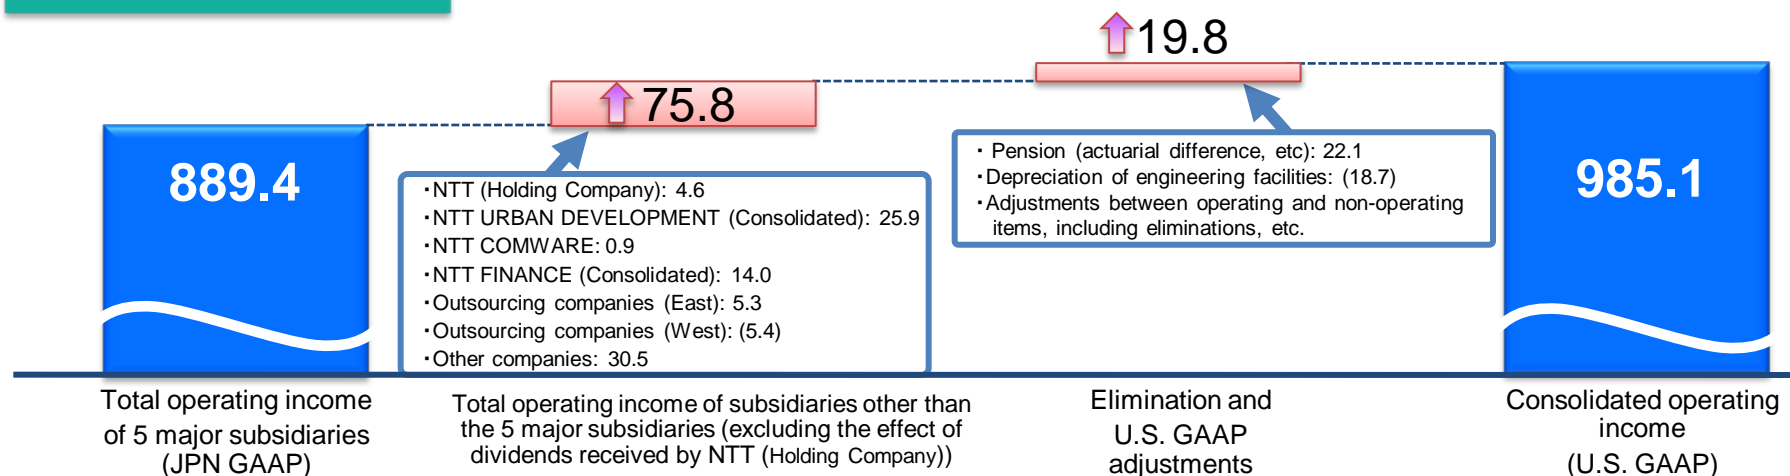 19.8
75.8
889.4
985.1
・NTT (Holding Company): 4.6
・NTT URBAN DEVELOPMENT (Consolidated): 25.9
・NTT COMWARE: 0.9
・NTT FINANCE (Consolidated): 14.0
・Outsourcing companies (East): 5.3
・Outsourcing companies (West): (5.4)
・Other companies: 30.5
・Pension (actuarial difference, etc): 22.1
・Depreciation of engineering facilities: (18.7)
・Adjustments between operating and non-operating
items, including eliminations, etc.
Total operating income
of 5 major subsidiaries
(JPN GAAP)
Total operating income of subsidiaries other than
the 5 major subsidiaries (excluding the effect of
dividends received by NTT (Holding Company))
Elimination and
U.S. GAAP
adjustments
Consolidated operating
income
(U.S. GAAP)